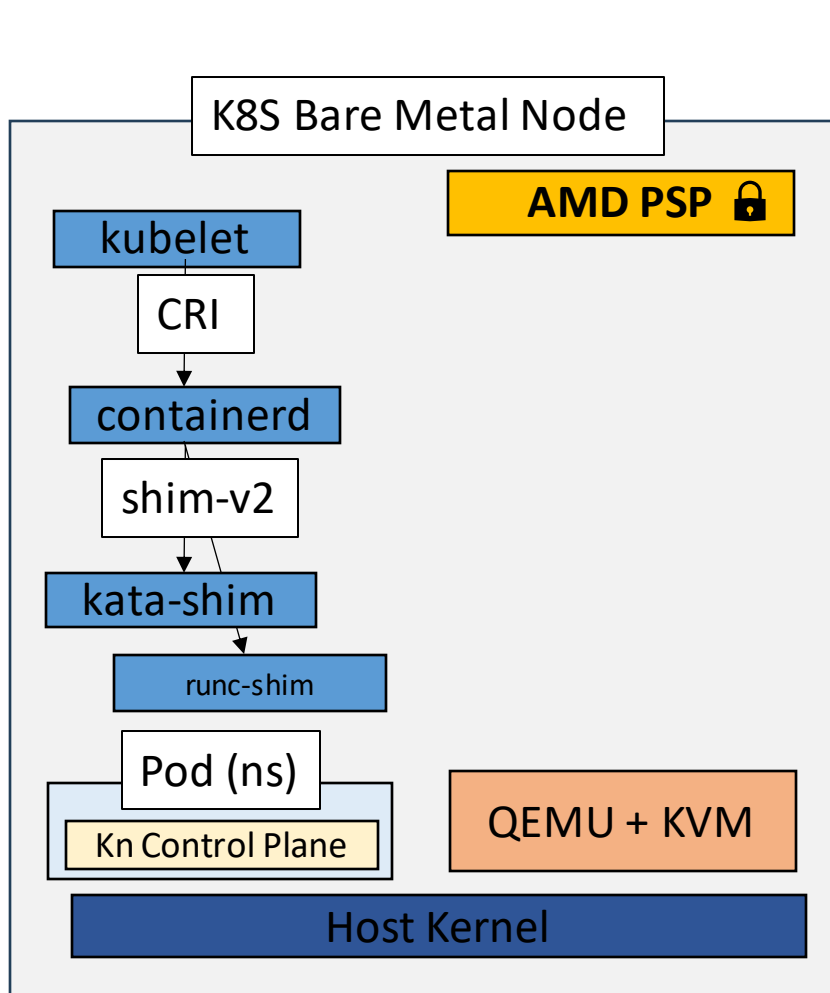 K8S Bare Metal Node
AMD PSP
kubelet
CRI
containerd
shim-v2
kata-shim
runc-shim
Pod (ns)
Kn Control Plane
QEMU + KVM
Host Kernel